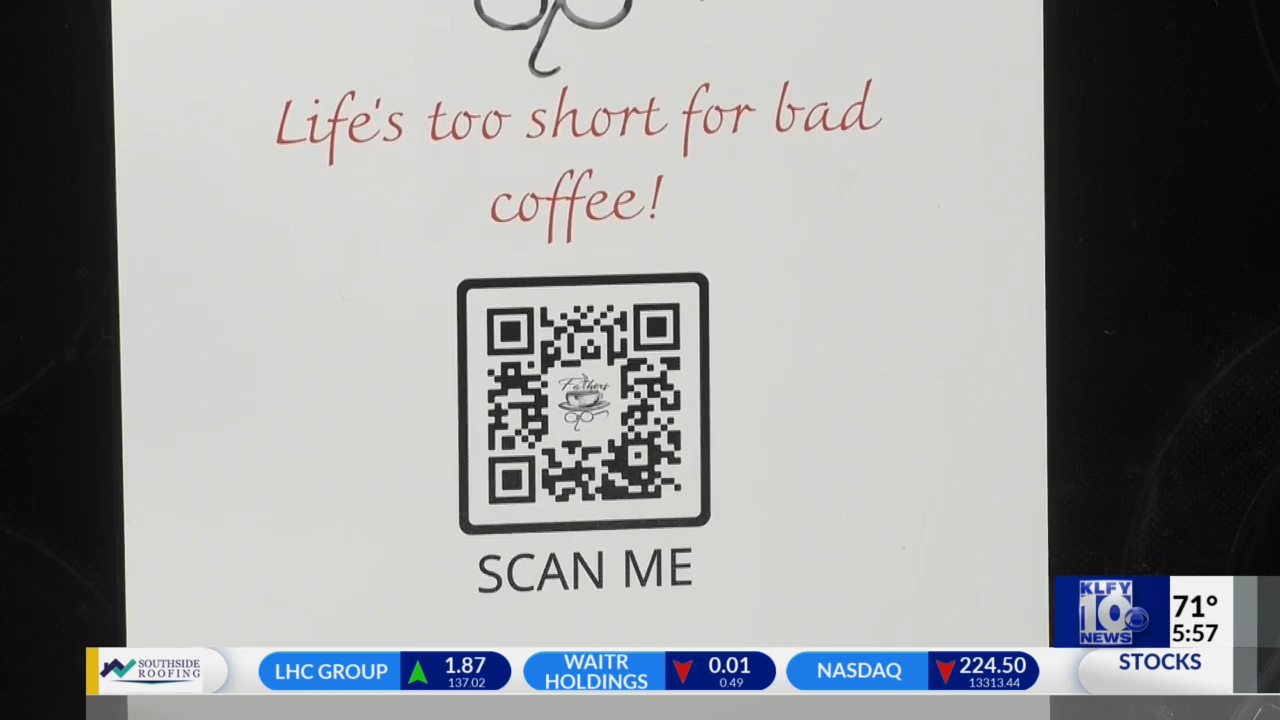 Life's too short for bad
coffee!
Fathers
SCAN ME
KLFY
10
NEWS
71°
5:57
SOUTHSIDE
ROOFING
LHC GROUP
1.87
137.02
WAITR
HOLDINGS
0.01
0.49
NASDAQ
224.50
13313.44
STOCKS